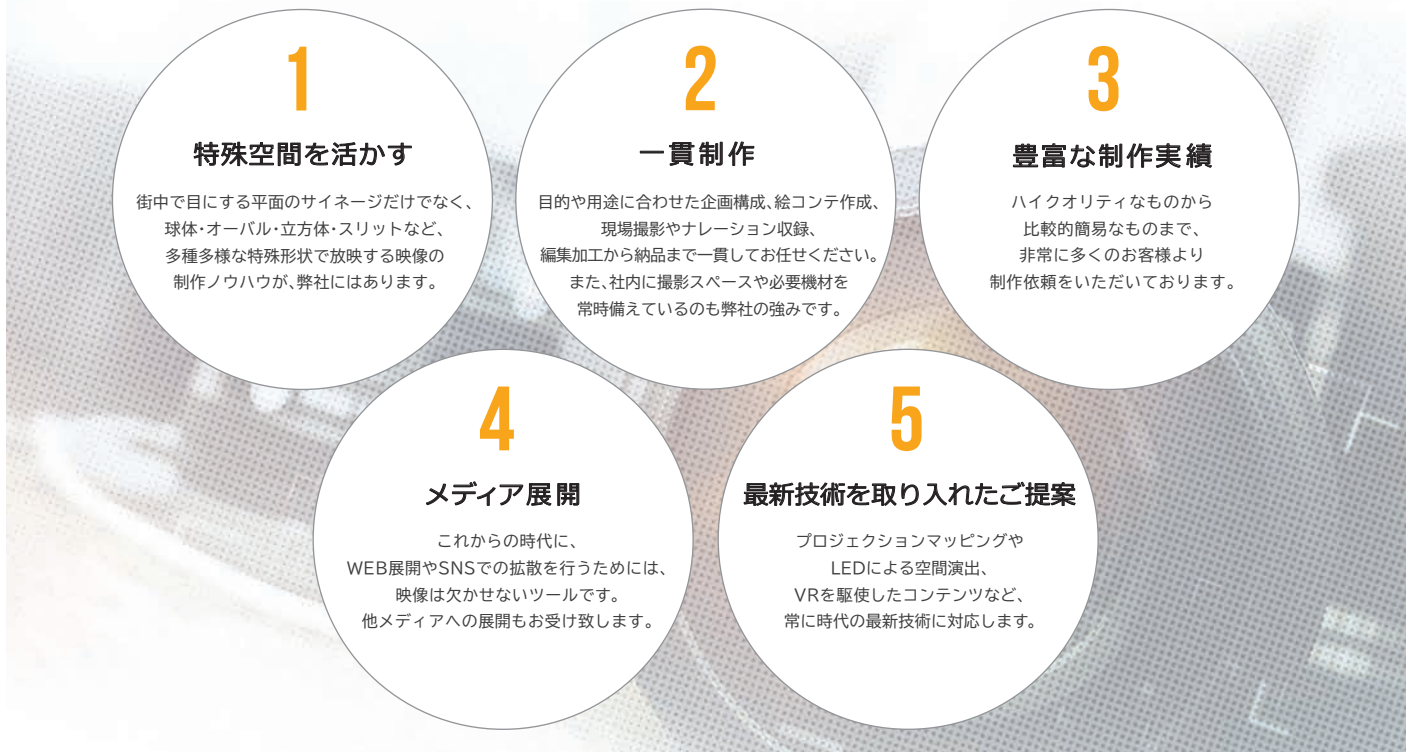 1
特殊空間を活かす
街中で目にする平面のサイネージだけでなく、
球体・オーバル・立方体・スリットなど、
多種多様な特殊形状で放映する映像の
制作ノウハウが、弊社にはあります。
2
一貫制作
目的や用途に合わせた企画構成、絵コンテ作成、
現場撮影やナレーション収録、
編集加工から納品まで一貫してお任せください。
また、社内に撮影スペースや必要機材を
常時備えているのも弊社の強みです。
3
豊富な制作実績
ハイクオリティなものから
比較的簡易なものまで、
非常に多くのお客様より
制作依頼をいただいております。
4
メディア展開
これからの時代に、
WEB展開やSNSでの拡散を行うためには、
映像は欠かせないツールです。
他メディアへの展開もお受け致します。
5
最新技術を取り入れたご提案
プロジェクションマッピングや
LEDによる空間演出、
VRを駆使したコンテンツなど、
常に時代の最新技術に対応します。